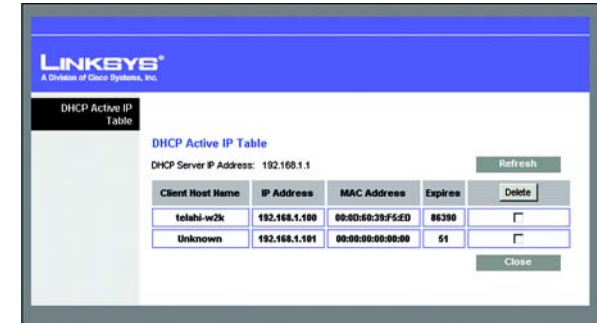 LINKSYS®
A Division of Cisco Systems, Inc.
DHCP Active IP
Table
DHCP Active IP Table
DHCP Server IP Address: 192.168.1.1
Refresh
Client Host Name IP Address MAC Address Expires Delete
telahi-w2k 192.168.1.100 00:0D:60:39:F5:ED 86390
Unknown 192.168.1.101 00:00:00:00:00:00 51
Close